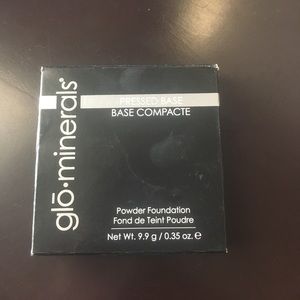 glō·minerals®
PRESSED BASE
BASE COMPACTE
Powder Foundation
Fond de Teint Poudre
Net Wt. 9.9 g / 0.35 oz. ℮